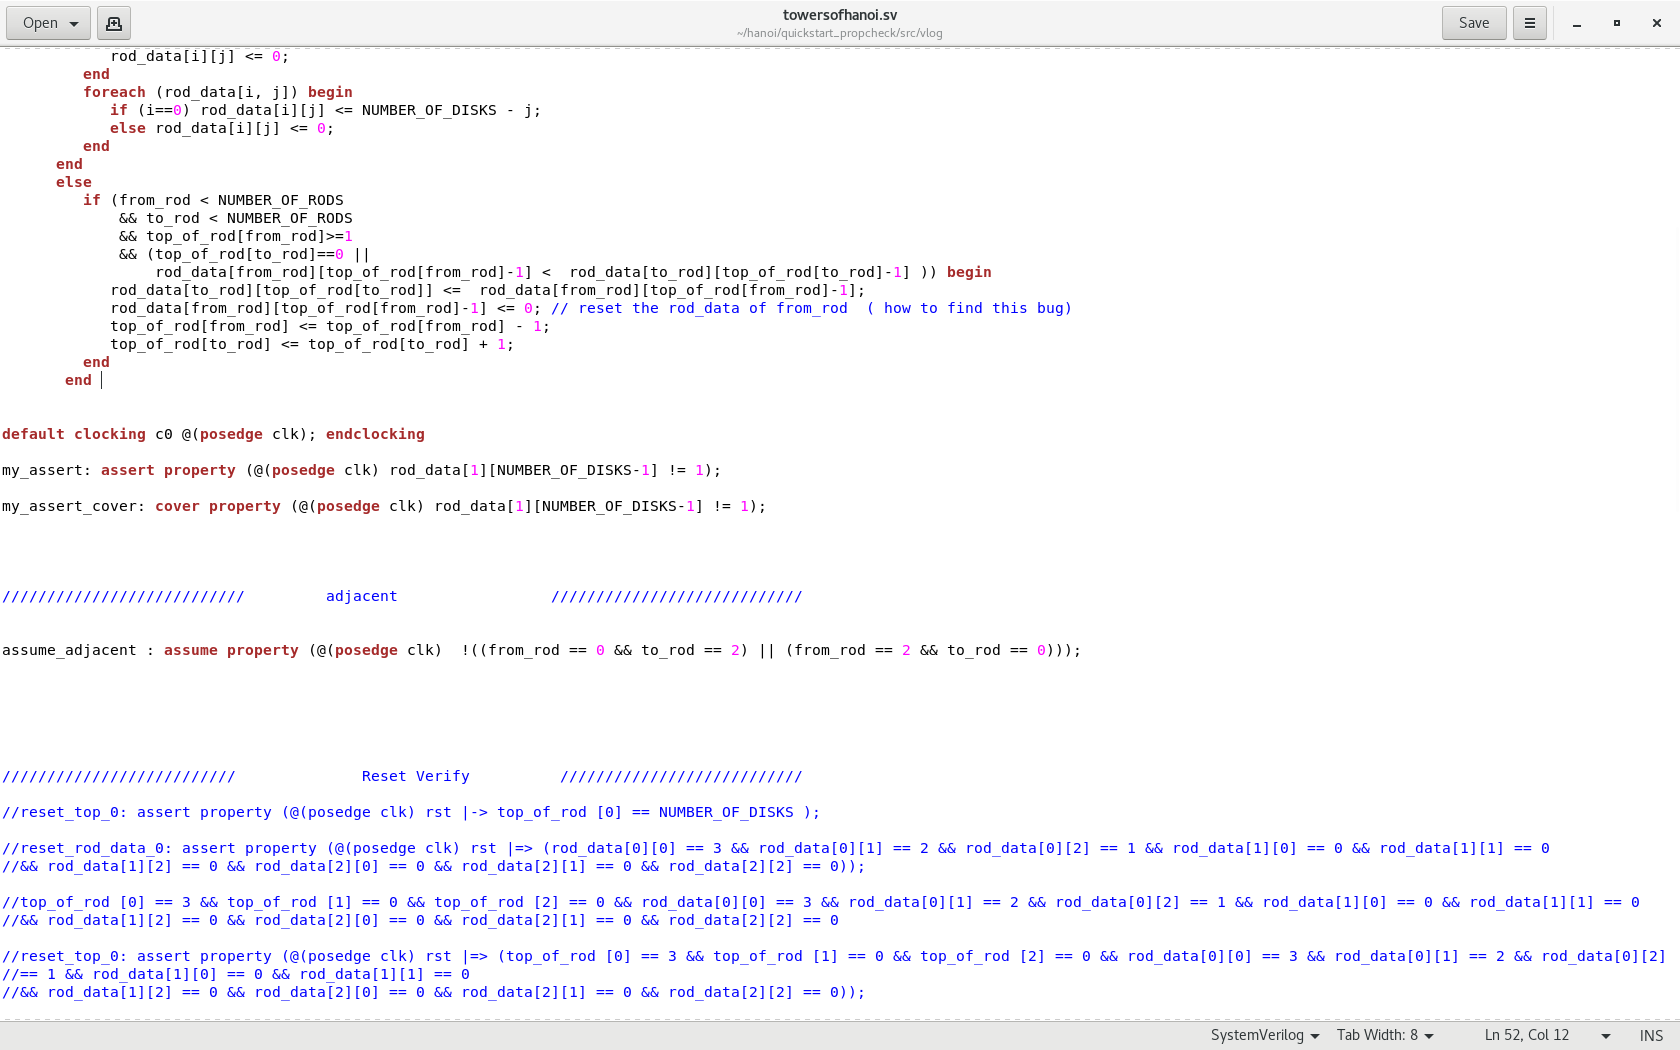 Open
towersofhanoi.sv
~/hanoi/quickstart_propcheck/src/vlog
Save
            rod_data[i][j] <= 0;
         end
         foreach (rod_data[i, j]) begin
            if (i==0) rod_data[i][j] <= NUMBER_OF_DISKS - j;
            else rod_data[i][j] <= 0;
         end
      end
      else
         if (from_rod < NUMBER_OF_RODS
             && to_rod < NUMBER_OF_RODS
             && top_of_rod[from_rod]>=1
             && (top_of_rod[to_rod]==0 ||
                 rod_data[from_rod][top_of_rod[from_rod]-1] <  rod_data[to_rod][top_of_rod[to_rod]-1] )) begin
            rod_data[to_rod][top_of_rod[to_rod]] <=  rod_data[from_rod][top_of_rod[from_rod]-1];
            rod_data[from_rod][top_of_rod[from_rod]-1] <= 0; // reset the rod_data of from_rod  ( how to find this bug)
            top_of_rod[from_rod] <= top_of_rod[from_rod] - 1;
            top_of_rod[to_rod] <= top_of_rod[to_rod] + 1;
         end
       end
default clocking c0 @(posedge clk); endclocking
my_assert: assert property (@(posedge clk) rod_data[1][NUMBER_OF_DISKS-1] != 1);
my_assert_cover: cover property (@(posedge clk) rod_data[1][NUMBER_OF_DISKS-1] != 1);
///////////////////////////         adjacent                 ////////////////////////////
assume_adjacent : assume property (@(posedge clk)  !((from_rod == 0 && to_rod == 2) || (from_rod == 2 && to_rod == 0)));
//////////////////////////              Reset Verify          ///////////////////////////
//reset_top_0: assert property (@(posedge clk) rst |-> top_of_rod [0] == NUMBER_OF_DISKS );
//reset_rod_data_0: assert property (@(posedge clk) rst |=> (rod_data[0][0] == 3 && rod_data[0][1] == 2 && rod_data[0][2] == 1 && rod_data[1][0] == 0 && rod_data[1][1] == 0
//&& rod_data[1][2] == 0 && rod_data[2][0] == 0 && rod_data[2][1] == 0 && rod_data[2][2] == 0));
//top_of_rod [0] == 3 && top_of_rod [1] == 0 && top_of_rod [2] == 0 && rod_data[0][0] == 3 && rod_data[0][1] == 2 && rod_data[0][2] == 1 && rod_data[1][0] == 0 && rod_data[1][1] == 0
//&& rod_data[1][2] == 0 && rod_data[2][0] == 0 && rod_data[2][1] == 0 && rod_data[2][2] == 0
//reset_top_0: assert property (@(posedge clk) rst |=> (top_of_rod [0] == 3 && top_of_rod [1] == 0 && top_of_rod [2] == 0 && rod_data[0][0] == 3 && rod_data[0][1] == 2 && rod_data[0][2]
//== 1 && rod_data[1][0] == 0 && rod_data[1][1] == 0
//&& rod_data[1][2] == 0 && rod_data[2][0] == 0 && rod_data[2][1] == 0 && rod_data[2][2] == 0));
SystemVerilog
Tab Width: 8
Ln 52, Col 12
INS